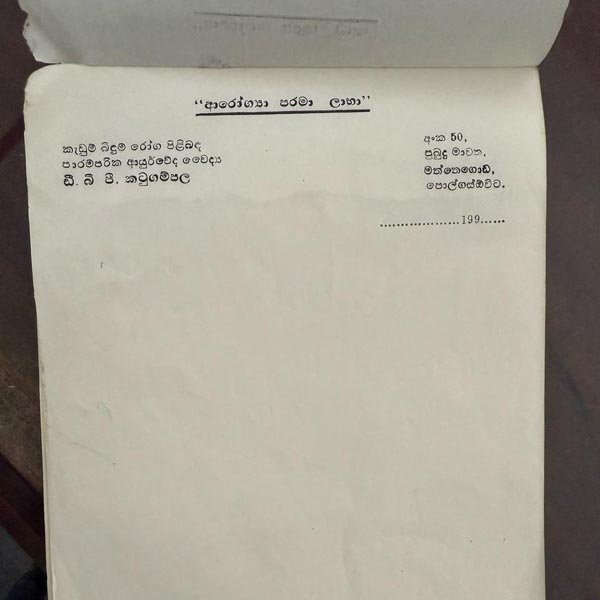 “ආරෝග්‍යා පරමා ලාභා”
කැඩුම් බිඳුම් රෝග පිළිබඳ
පාරම්පරික ආයුර්වේද වෛද්‍ය
ඩී. බී. පී. කටුගම්පල
අංක 50,
පුබුදු මාවත,
මත්තෙගොඩ,
පොල්ගස්ඕවිට.
...................199......